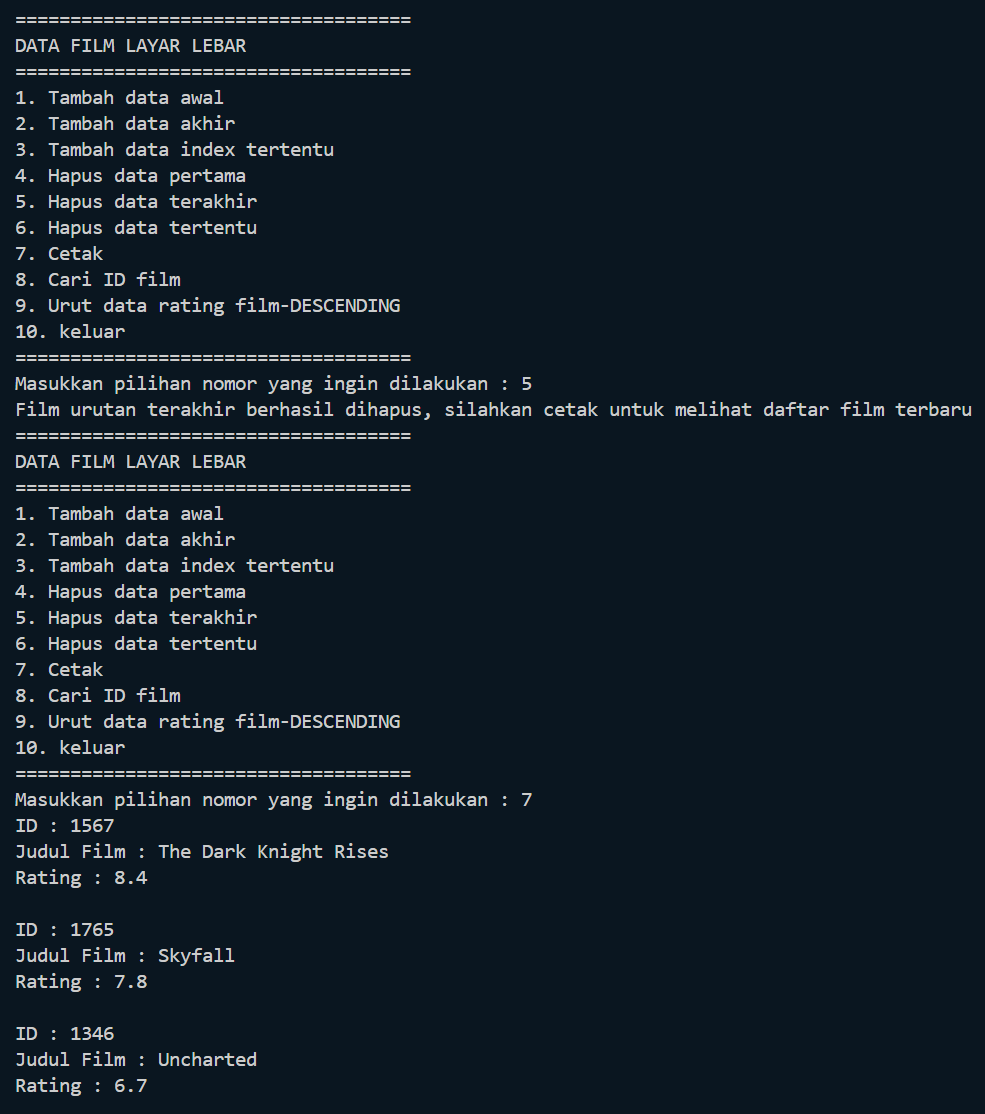 ====================================
DATA FILM LAYAR LEBAR
====================================
1. Tambah data awal
2. Tambah data akhir
3. Tambah data index tertentu
4. Hapus data pertama
5. Hapus data terakhir
6. Hapus data tertentu
7. Cetak
8. Cari ID film
9. Urut data rating film-DESCENDING
10. keluar
====================================
Masukkan pilihan nomor yang ingin dilakukan : 5
Film urutan terakhir berhasil dihapus, silahkan cetak untuk melihat daftar film terbaru
====================================
DATA FILM LAYAR LEBAR
====================================
1. Tambah data awal
2. Tambah data akhir
3. Tambah data index tertentu
4. Hapus data pertama
5. Hapus data terakhir
6. Hapus data tertentu
7. Cetak
8. Cari ID film
9. Urut data rating film-DESCENDING
10. keluar
====================================
Masukkan pilihan nomor yang ingin dilakukan : 7
ID : 1567
Judul Film : The Dark Knight Rises
Rating : 8.4

ID : 1765
Judul Film : Skyfall
Rating : 7.8

ID : 1346
Judul Film : Uncharted
Rating : 6.7